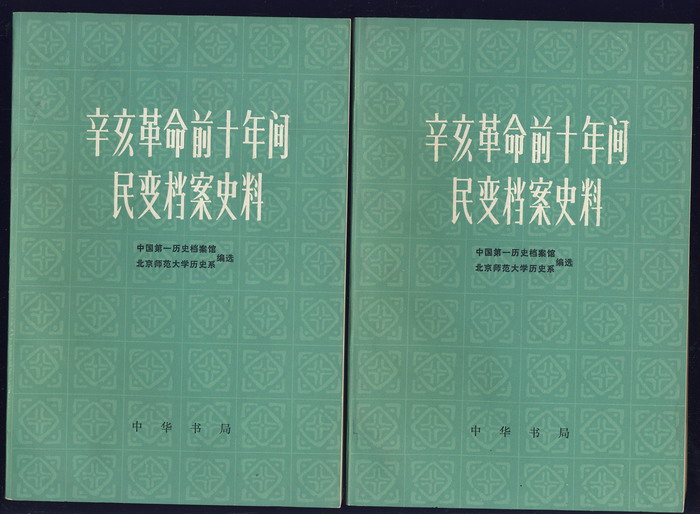 辛亥革命前十年间
民变档案史料
中国第一历史档案馆
北京师范大学历史系
编选
中华书局
辛亥革命前十年间
民变档案史料
中国第一历史档案馆
北京师范大学历史系
编选
中华书局